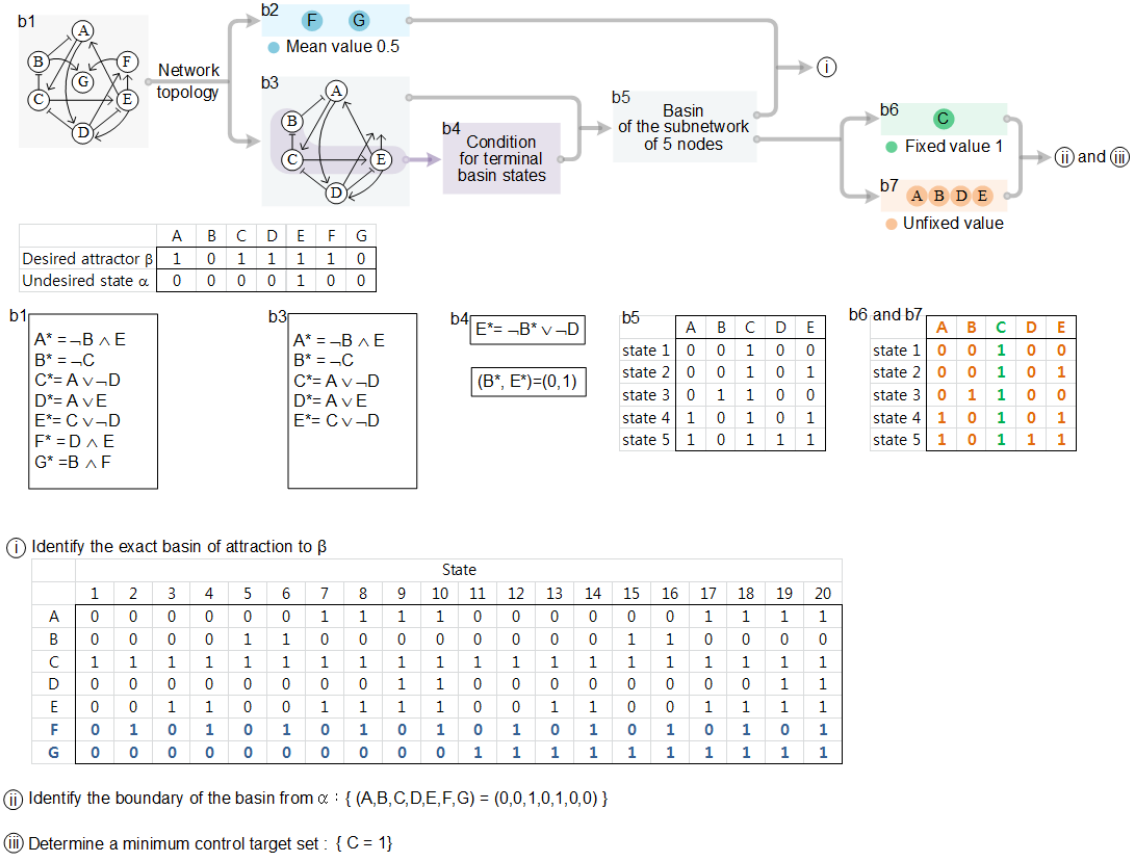 b1
A
B
F
G
C
E
D
Network
topology
b2
F G
Mean value 0.5
b3
A
B
C
E
D
b4
Condition
for terminal
basin states
b5
Basin
of the subnetwork
of 5 nodes
i
b6
C
Fixed value 1
b7
A B D E
Unfixed value
ii and iii
A B C D E F G
Desired attractor β 1 0 1 1 1 1 0
Undesired state α 0 0 0 0 1 0 0
b1
A* = ¬B ∧ E
B* = ¬C
C* = A ∨ ¬D
D* = A ∨ E
E* = C ∨ ¬D
F* = D ∧ E
G* =B ∧ F
b3
A* = ¬B ∧ E
B* = ¬C
C*= A ∨ ¬D
D*= A ∨ E
E*= C ∨ ¬D
b4
E*= ¬B* ∨ ¬D
(B*, E*)=(0,1)
b5
A B C D E
state 1 0 0 1 0 0
state 2 0 0 1 0 1
state 3 0 1 1 0 0
state 4 1 0 1 0 1
state 5 1 0 1 1 1
b6 and b7
A B C D E
state 1 0 0 1 0 0
state 2 0 0 1 0 1
state 3 0 1 1 0 0
state 4 1 0 1 0 1
state 5 1 0 1 1 1
i Identify the exact basin of attraction to β
State
1 2 3 4 5 6 7 8 9 10 11 12 13 14 15 16 17 18 19 20
A 0 0 0 0 0 0 1 1 1 1 0 0 0 0 0 0 1 1 1 1
B 0 0 0 0 1 1 0 0 0 0 0 0 0 0 1 1 0 0 0 0
C 1 1 1 1 1 1 1 1 1 1 1 1 1 1 1 1 1 1 1 1
D 0 0 0 0 0 0 0 0 1 1 0 0 0 0 0 0 0 0 1 1
E 0 0 1 1 0 0 1 1 1 1 0 0 1 1 0 0 1 1 1 1
F 0 1 0 1 0 1 0 1 0 1 0 1 0 1 0 1 0 1 0 1
G 0 0 0 0 0 0 0 0 0 0 1 1 1 1 1 1 1 1 1 1
ii Identify the boundary of the basin from α : { (A,B,C,D,E,F,G) = (0,0,1,0,1,0,0) }
iii Determine a minimum control target set : { C = 1}